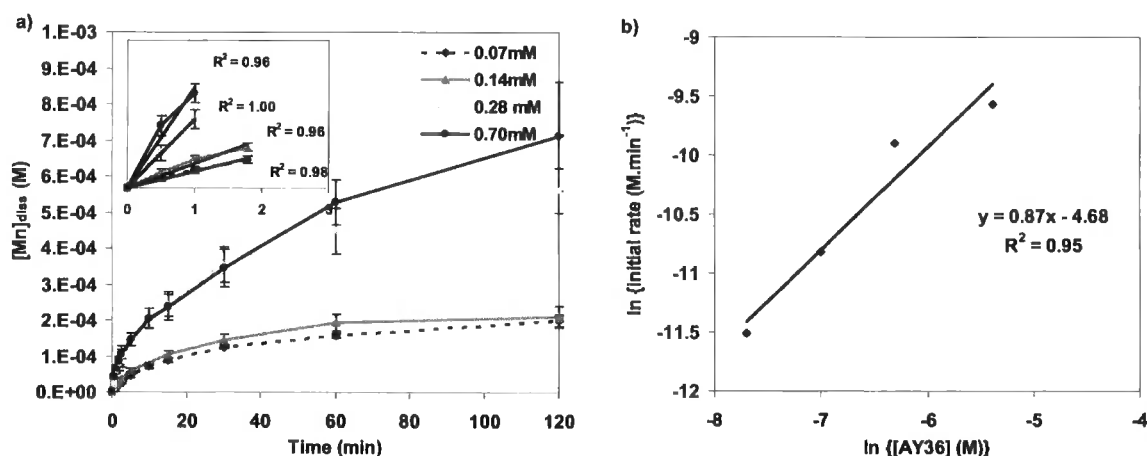 a)
1.E-03
9.E-04
8.E-04
7.E-04
6.E-04
5.E-04
4.E-04
3.E-04
2.E-04
1.E-04
0.E+00
[Mn]diss (M)
R² = 0.96
R² = 1.00
R² = 0.96
R² = 0.98
0 1 2 3
0.07mM
0.14mM
0.28 mM
0.70mM
0 20 40 60 80 100 120
Time (min)
b)
-9
-9.5
-10
-10.5
-11
-11.5
-12
ln {initial rate (M.min⁻¹)}
y = 0.87x - 4.68
R² = 0.95
-8 -7 -6 -5 -4
ln {[AY36] (M)}